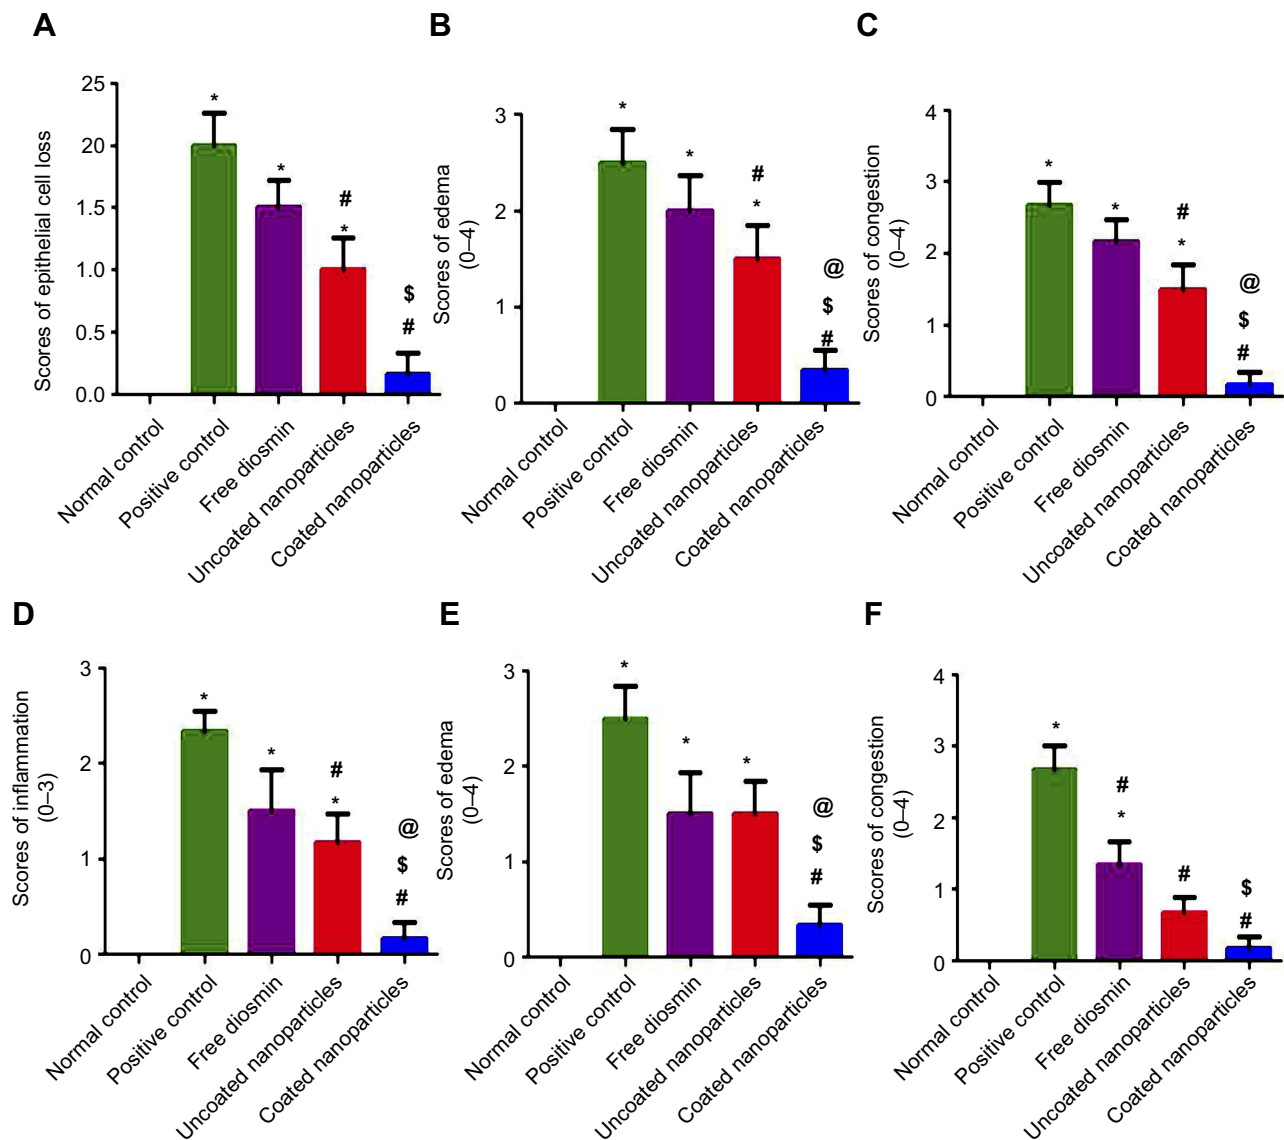 A
Scores of epithelial cell loss
25
20
1.5
1.0
0.5
0.0
*
*
#
*
$
#
Normal control
Positive control
Free diosmin
Uncoated nanoparticles
Coated nanoparticles
B
Scores of edema
(0–4)
3
2
1
0
*
*
#
*
@
$
#
Normal control
Positive control
Free diosmin
Uncoated nanoparticles
Coated nanoparticles
C
Scores of congestion
(0–4)
4
3
2
1
0
*
*
#
*
@
$
#
Normal control
Positive control
Free diosmin
Uncoated nanoparticles
Coated nanoparticles
D
Scores of inflammation
(0–3)
3
2
1
0
*
*
#
*
@
$
#
Normal control
Positive control
Free diosmin
Uncoated nanoparticles
Coated nanoparticles
E
Scores of edema
(0–4)
3
2
1
0
*
*
*
@
$
#
Normal control
Positive control
Free diosmin
Uncoated nanoparticles
Coated nanoparticles
F
Scores of congestion
(0–4)
4
3
2
1
0
*
#
*
#
$
#
Normal control
Positive control
Free diosmin
Uncoated nanoparticles
Coated nanoparticles